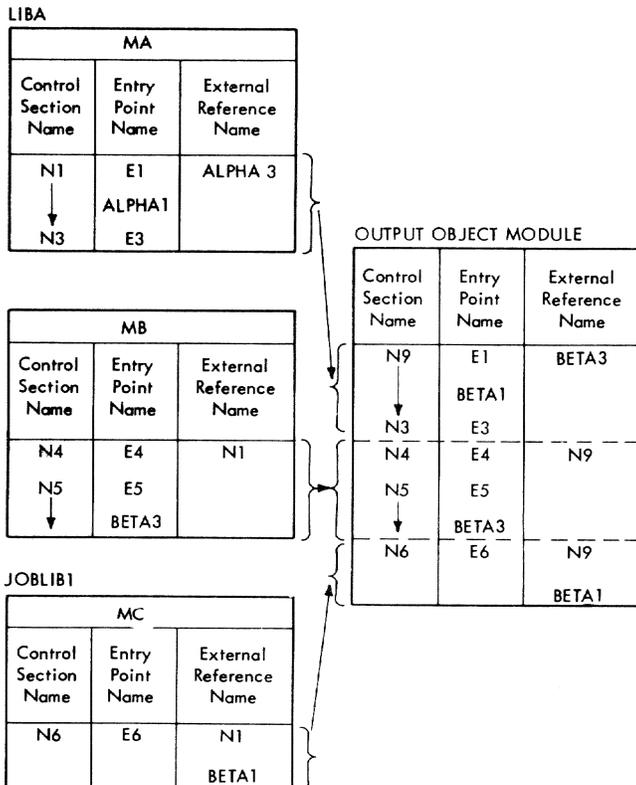 LIBA
MA
Control Section Name
Entry Point Name
External Reference Name
N1 E1 ALPHA 3
ALPHA1
N3 E3
MB
Control Section Name
Entry Point Name
External Reference Name
N4 E4 N1
N5 E5
BETA3
JOBLIB1
MC
Control Section Name
Entry Point Name
External Reference Name
N6 E6 N1
BETA1
OUTPUT OBJECT MODULE
Control Section Name
Entry Point Name
External Reference Name
N9 E1 BETA3
BETA1
N3 E3
N4 E4 N9
N5 E5
BETA3
N6 E6 N9
BETA1